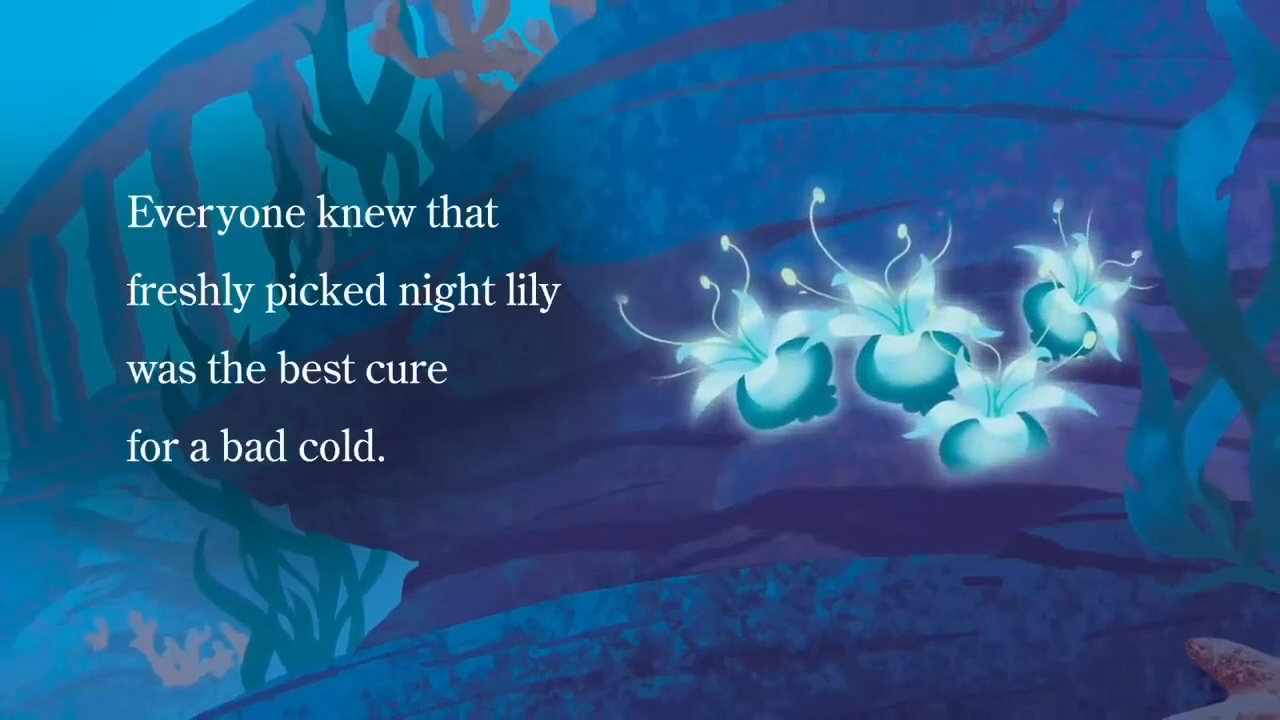 Everyone knew that
freshly picked night lily
was the best cure
for a bad cold.